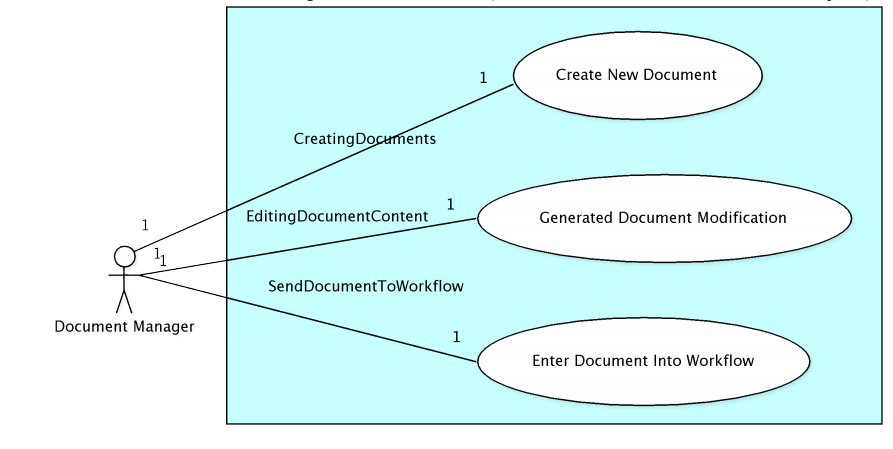 1
Create New Document
CreatingDocuments
1
EditingDocumentContent
1
Generated Document Modification
1
1
1
SendDocumentToWorkflow
Document Manager
1
Enter Document Into Workflow